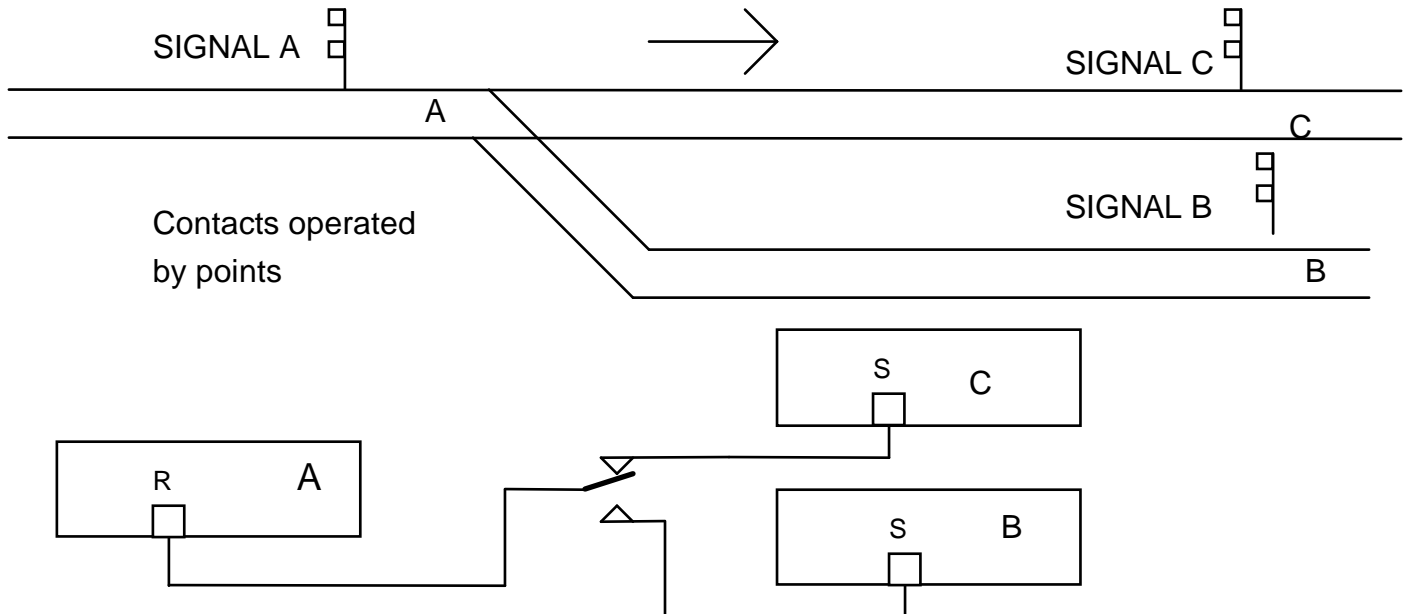 SIGNAL A
SIGNAL C
A
C
SIGNAL B
Contacts operated
by points
B
S
C
R
A
S
B